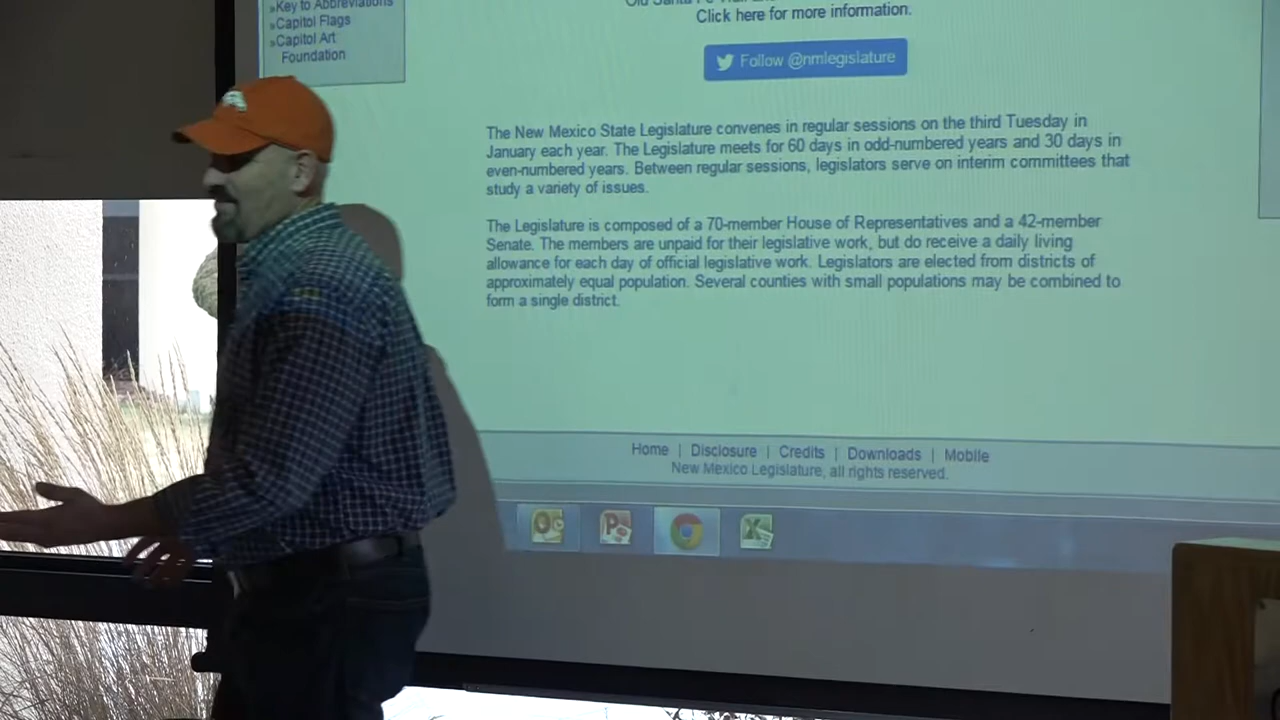 »Key to Abbreviations
»Capitol Flags
»Capitol Art
Foundation
Click here for more information.
Follow @nmlegislature
The New Mexico State Legislature convenes in regular sessions on the third Tuesday in
January each year. The Legislature meets for 60 days in odd-numbered years and 30 days in
even-numbered years. Between regular sessions, legislators serve on interim committees that
study a variety of issues.
The Legislature is composed of a 70-member House of Representatives and a 42-member
Senate. The members are unpaid for their legislative work, but do receive a daily living
allowance for each day of official legislative work. Legislators are elected from districts of
approximately equal population. Several counties with small populations may be combined to
form a single district.
Home | Disclosure | Credits | Downloads | Mobile
New Mexico Legislature, all rights reserved.